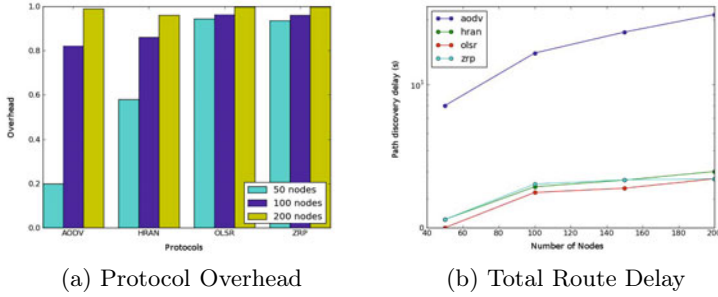 1.0
0.8
0.6
0.4
0.2
0.0
Overhead
50 nodes
100 nodes
200 nodes
AODV
HRAN
OLSR
ZRP
Protocols
(a) Protocol Overhead
aodv
hran
olsr
zrp
Path discovery delay (s)
0
40
60
80
100
120
140
160
180
200
Number of Nodes
(b) Total Route Delay